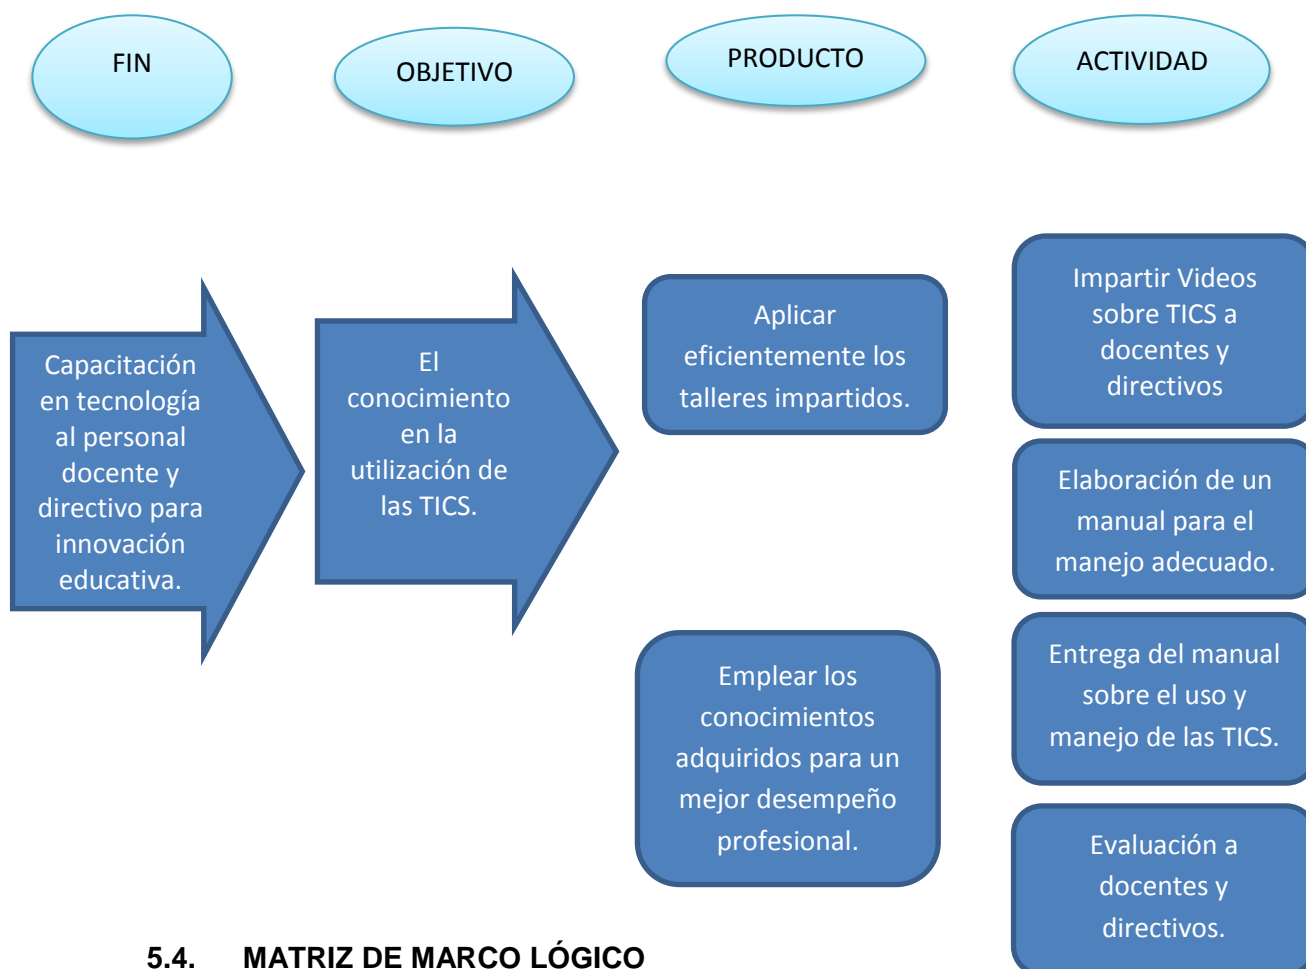 FIN
OBJETIVO
PRODUCTO
ACTIVIDAD
Capacitación
en tecnología
al personal
docente y
directivo para
innovación
educativa.
El
conocimiento
en la
utilización de
las TICS.
Aplicar
eficientemente los
talleres impartidos.
Emplear los
conocimientos
adquiridos para un
mejor desempeño
profesional.
Impartir Videos
sobre TICS a
docentes y
directivos
Elaboración de un
manual para el
manejo adecuado.
Entrega del manual
sobre el uso y
manejo de las TICS.
Evaluación a
docentes y
directivos.
5.4. MATRIZ DE MARCO LÓGICO